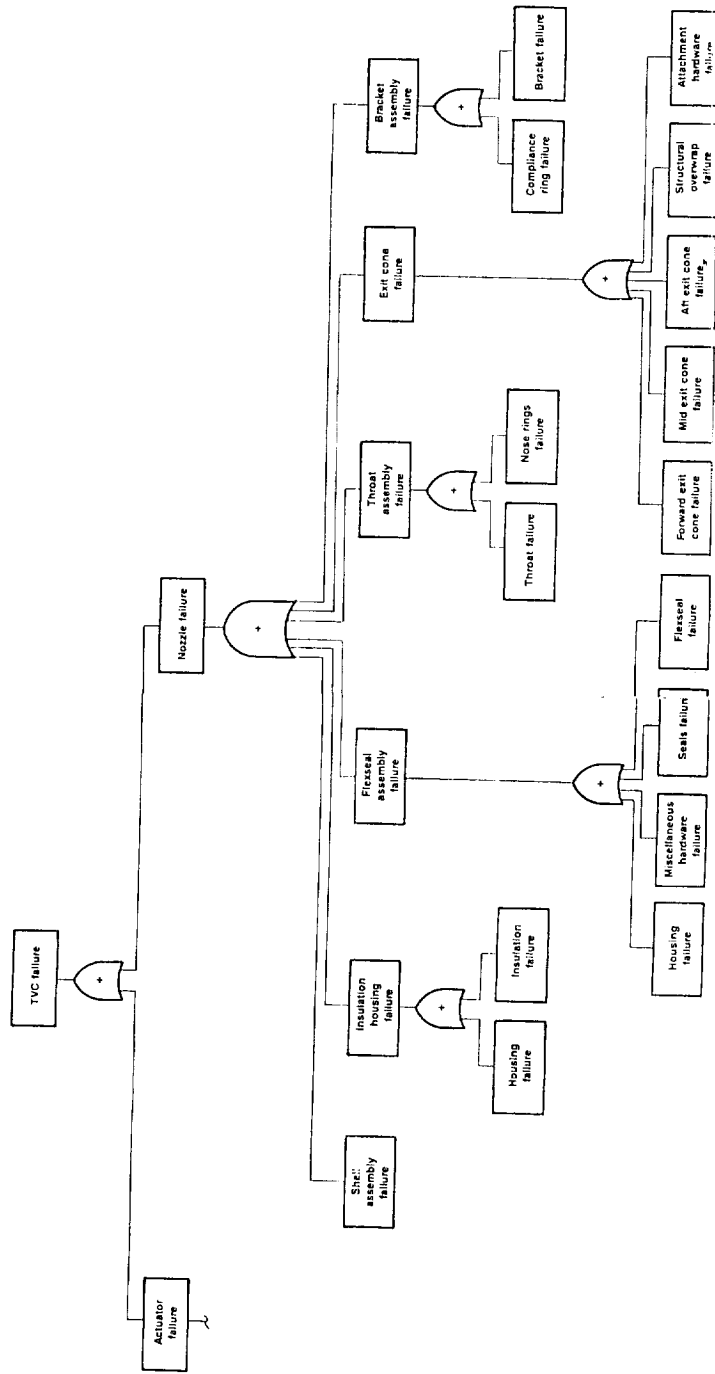 TVC failure
+
Actuator
failure
Nozzle failure
+
Shell
assembly
failure
Insulation
housing
failure
Flexseal
assembly
failure
Throat
assembly
failure
Exit cone
failure
Bracket
assembly
failure
+
+
+
Housing
failure
Insulation
failure
Throat failure
Nose rings
failure
Compliance
ring failure
Bracket failure
+
+
Housing
failure
Miscellaneous
hardware
failure
Seals failure
Flexseal
failure
Forward exit
cone failure
Mid exit cone
failure
Aft exit cone
failure
Structural
overwrap
failure
Attachment
hardware
failure